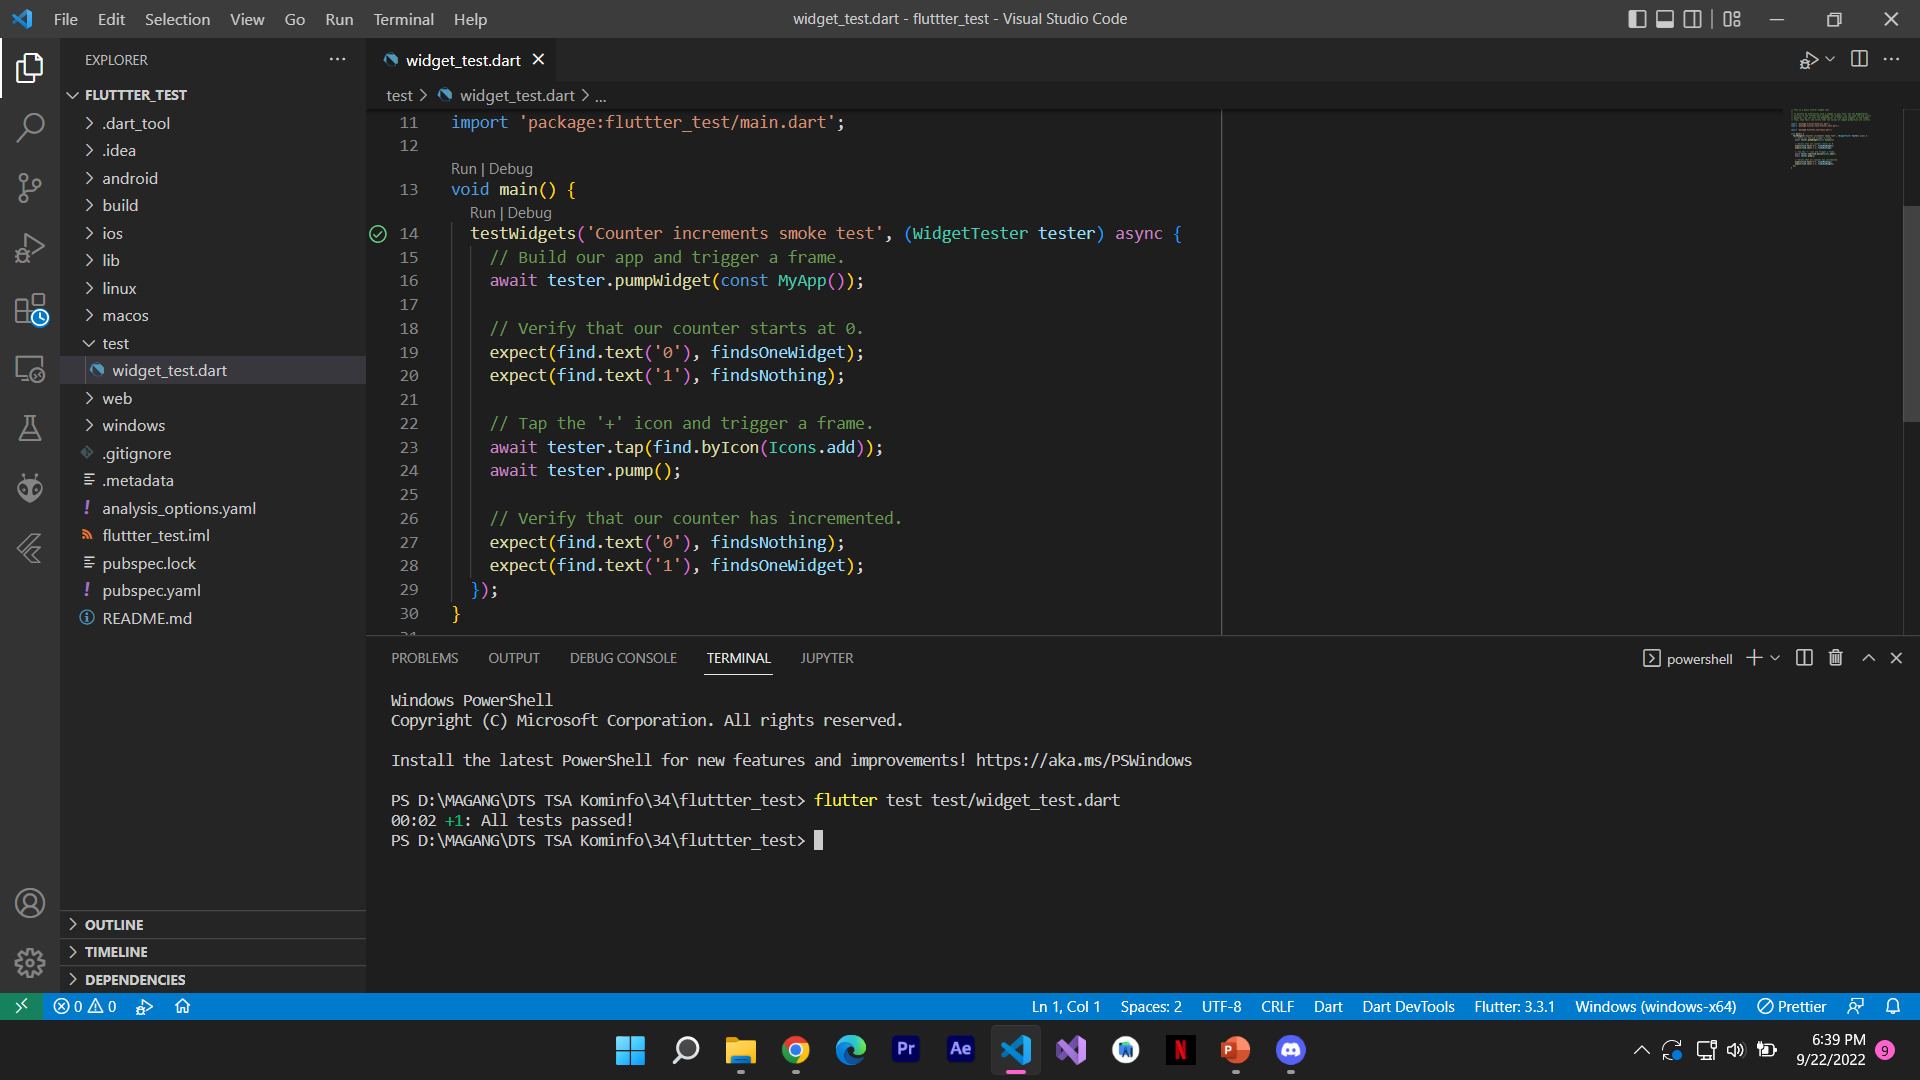 File Edit Selection View Go Run Terminal Help
widget_test.dart - fluttter_test - Visual Studio Code
EXPLORER
FLUTTTER_TEST
.dart_tool
.idea
android
build
ios
lib
linux
macos
test
widget_test.dart
web
windows
.gitignore
.metadata
analysis_options.yaml
fluttter_test.iml
pubspec.lock
pubspec.yaml
README.md
OUTLINE
TIMELINE
DEPENDENCIES
widget_test.dart
test > widget_test.dart > ...
11 import 'package:fluttter_test/main.dart';
12
Run | Debug
13 void main() {
Run | Debug
14 testWidgets('Counter increments smoke test', (WidgetTester tester) async {
15 // Build our app and trigger a frame.
16 await tester.pumpWidget(const MyApp());
17
18 // Verify that our counter starts at 0.
19 expect(find.text('0'), findsOneWidget);
20 expect(find.text('1'), findsNothing);
21
22 // Tap the '+' icon and trigger a frame.
23 await tester.tap(find.byIcon(Icons.add));
24 await tester.pump();
25
26 // Verify that our counter has incremented.
27 expect(find.text('0'), findsNothing);
28 expect(find.text('1'), findsOneWidget);
29 });
30 }
PROBLEMS OUTPUT DEBUG CONSOLE TERMINAL JUPYTER
powershell
Windows PowerShell
Copyright (C) Microsoft Corporation. All rights reserved.
Install the latest PowerShell for new features and improvements! https://aka.ms/PSWindows
PS D:\MAGANG\DTS TSA Kominfo\34\fluttter_test> flutter test test/widget_test.dart
00:02 +1: All tests passed!
PS D:\MAGANG\DTS TSA Kominfo\34\fluttter_test>
0 0
Ln 1, Col 1 Spaces: 2 UTF-8 CRLF Dart Dart DevTools Flutter: 3.3.1 Windows (windows-x64) Prettier
Pr Ae N P
6:39 PM
9/22/2022
9